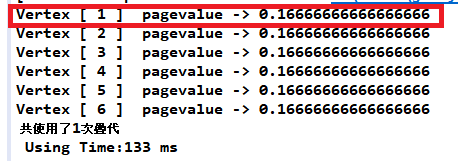 Vertex [ 1 ]  pagevalue -> 0.16666666666666666
Vertex [ 2 ]  pagevalue -> 0.16666666666666666
Vertex [ 3 ]  pagevalue -> 0.16666666666666666
Vertex [ 4 ]  pagevalue -> 0.16666666666666666
Vertex [ 5 ]  pagevalue -> 0.16666666666666666
Vertex [ 6 ]  pagevalue -> 0.16666666666666666
共使用了1次疊代
Using Time:133 ms